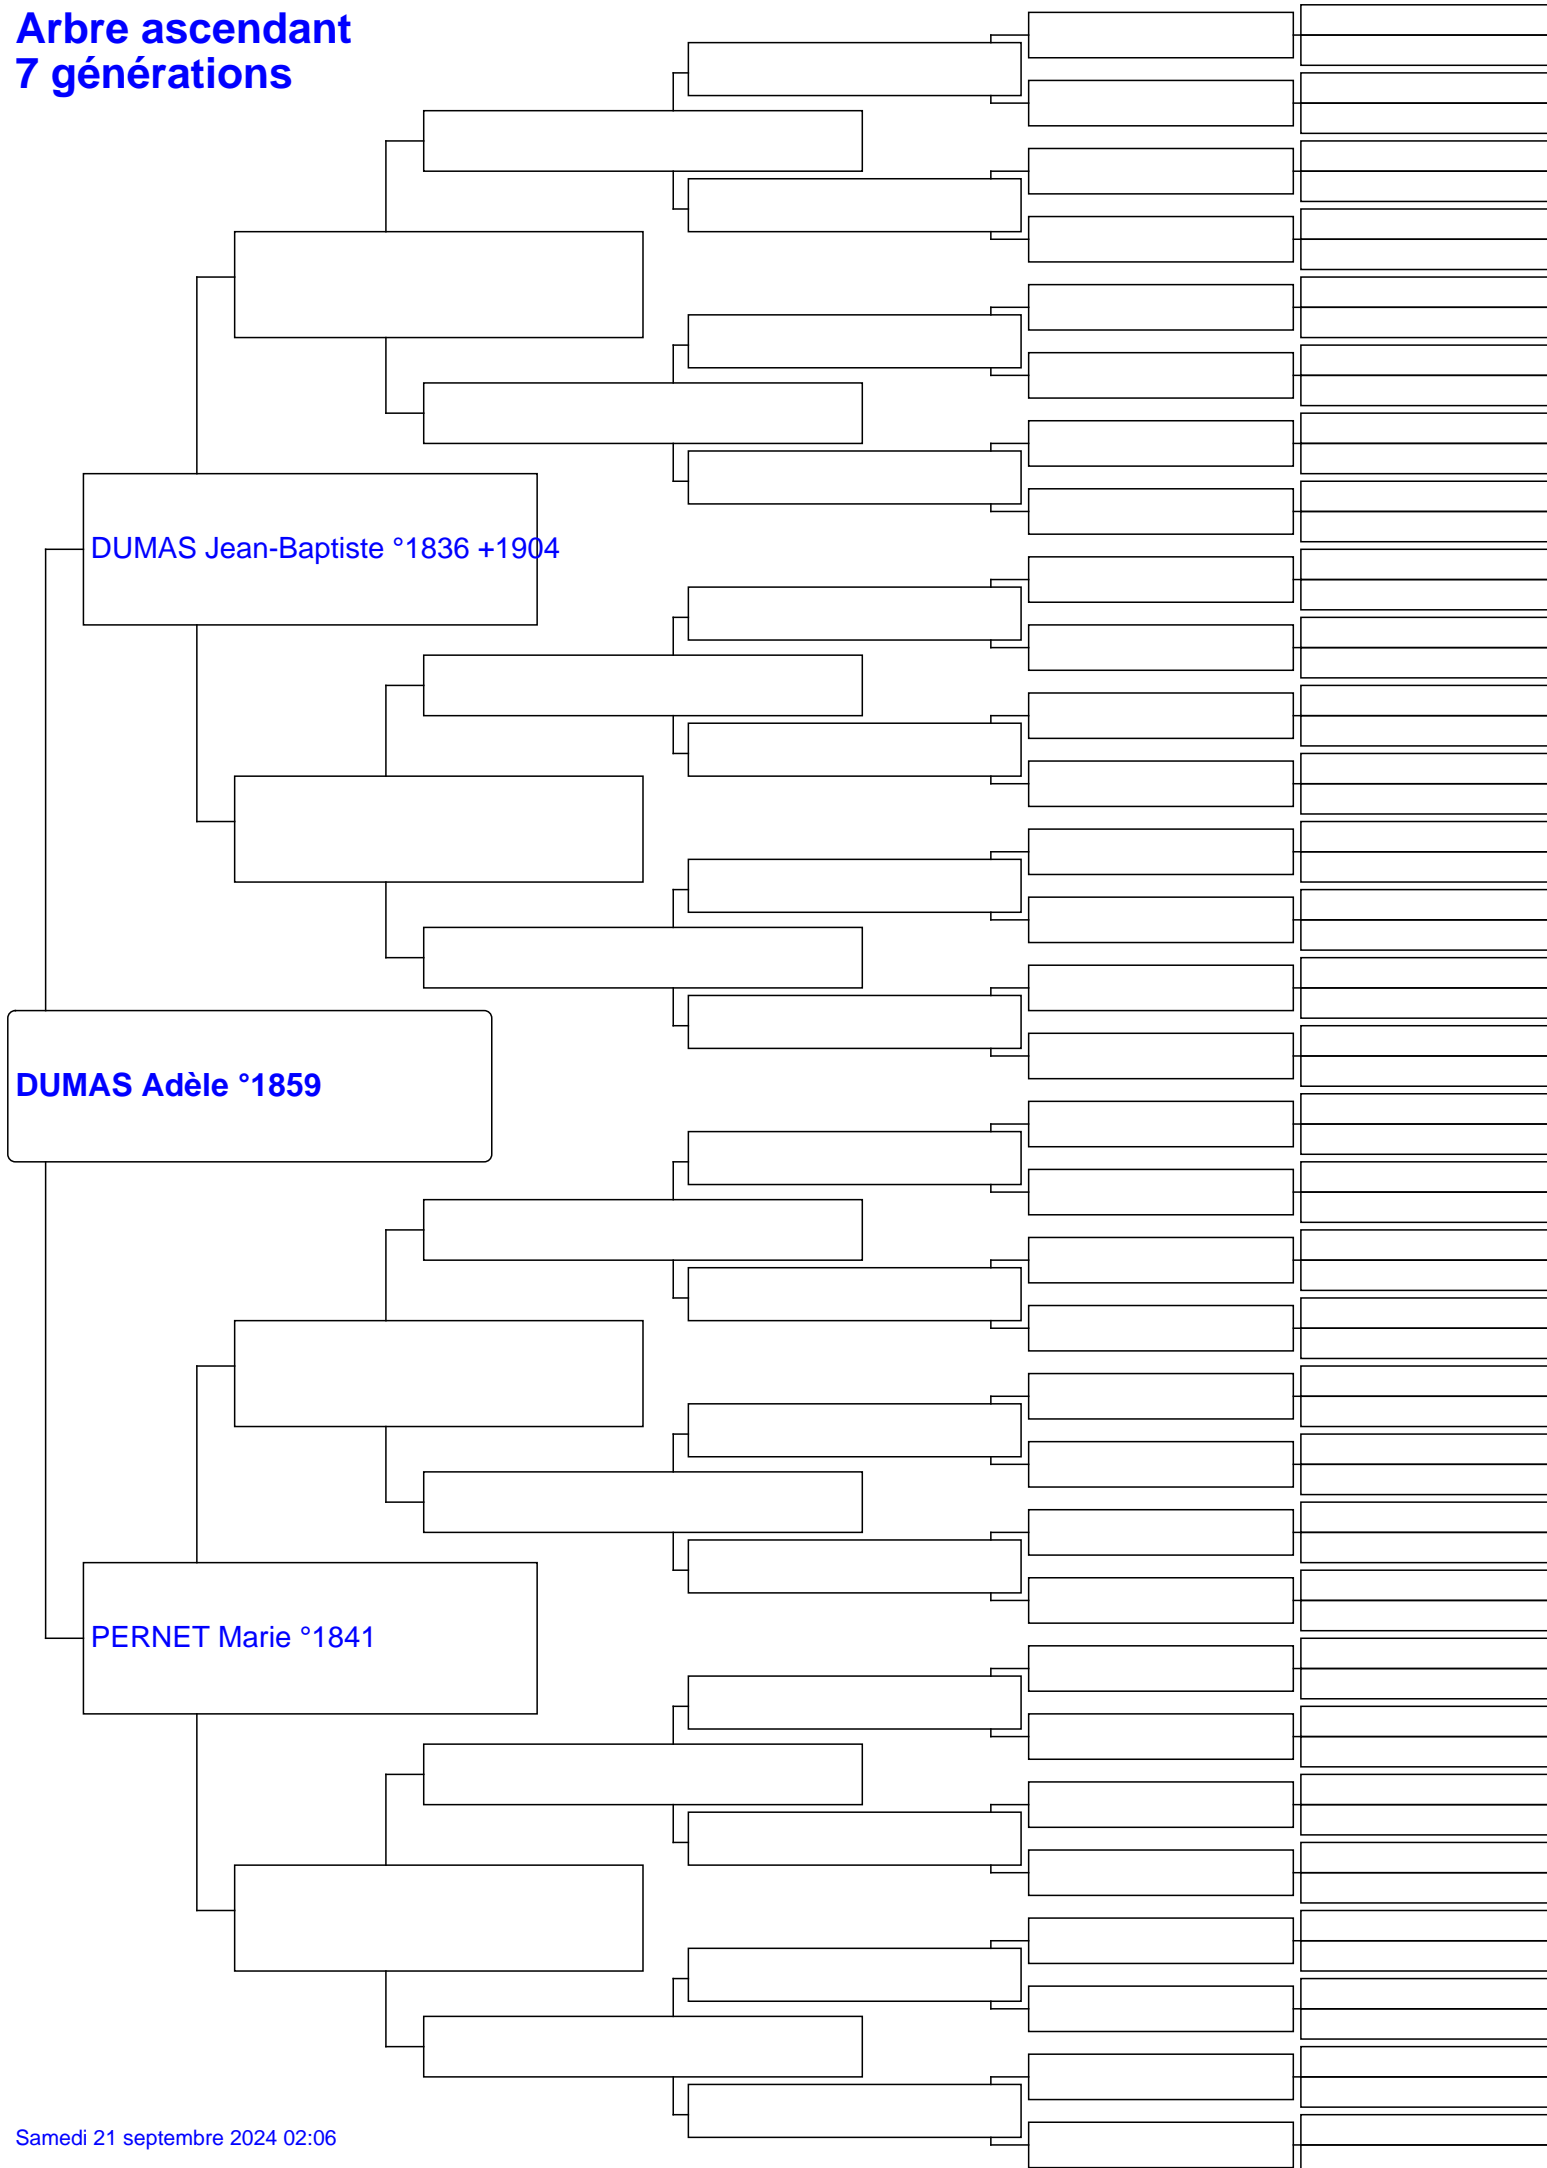 Arbre ascendant
7 générations
DUMAS Jean-Baptiste °1836 +1904
DUMAS Adèle °1859
PERNET Marie °1841
Samedi 21 septembre 2024 02:06